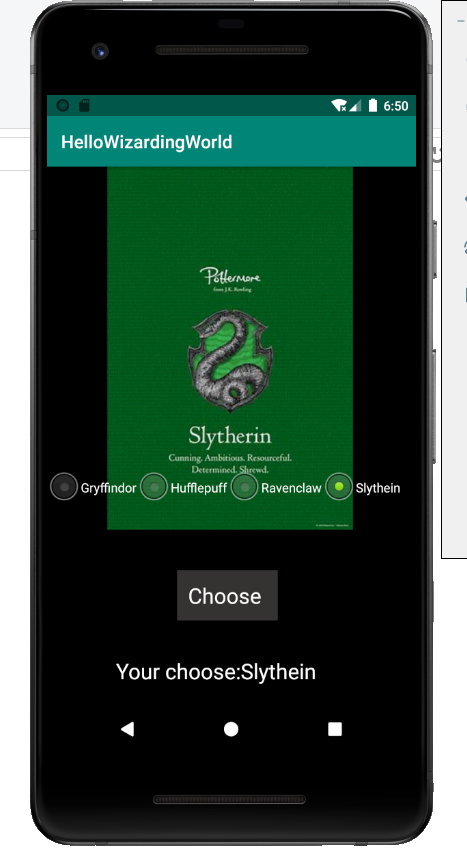 6:50
HelloWizardingWorld
Pottermore
from J.K. Rowling
Slytherin
Cunning. Ambitious. Resourceful.
Determined. Shrewd.
Gryffindor Hufflepuff Ravenclaw Slythein
Choose
Your choose:Slythein